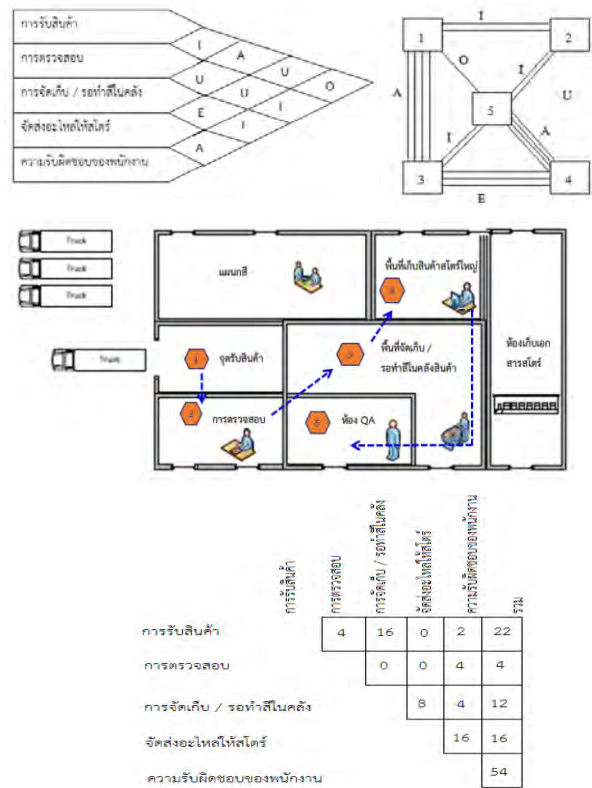 การรับสินค้า
การตรวจสอบ
การจัดเก็บ / รอทำสีในคลัง
จัดส่งอะไหล่ให้สโตร์
ความรับผิดชอบของพนักงาน
I A U O
U U I
E I
A
I
1 2
O I
A U
5
I A
3 4
E
Truck
Truck
Truck
Truck
แผนกสี
พื้นที่เก็บสินค้าสโตร์ใหญ่
4
1 จุดรับสินค้า
3 พื้นที่จัดเก็บ /
รอทำสีในคลังสินค้า
ห้องเก็บเอก
สารสโตร์
2 การตรวจสอบ
5 ห้อง QA
การรับสินค้า
การตรวจสอบ
การจัดเก็บ / รอทำสีในคลัง
จัดส่งอะไหล่ให้สโตร์
ความรับผิดชอบของพนักงาน
รวม
การรับสินค้า 4 16 0 2 22
การตรวจสอบ 0 0 4 4
การจัดเก็บ / รอทำสีในคลัง 8 4 12
จัดส่งอะไหล่ให้สโตร์ 16 16
ความรับผิดชอบของพนักงาน 54